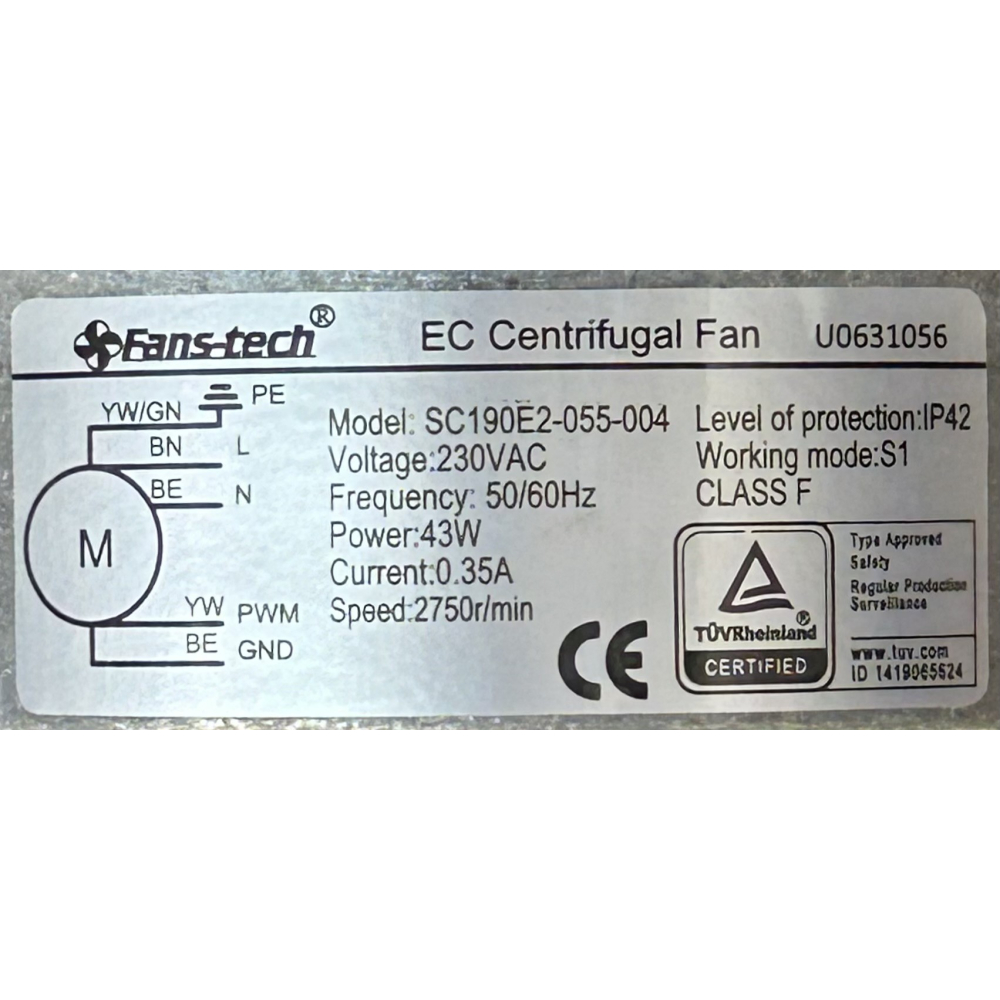 Fans-tech® EC Centrifugal Fan U0631056
YW/GN PE
BN L
BE N
M
YW PWM
BE GND
Model: SC190E2-055-004
Voltage:230VAC
Frequency: 50/60Hz
Power:43W
Current:0.35A
Speed:2750r/min
Level of protection:IP42
Working mode:S1
CLASS F
CE
TÜVRheinland®
CERTIFIED
Type Approved
Safety
Regular Production
Surveillance
www.tuv.com
ID 1419065624